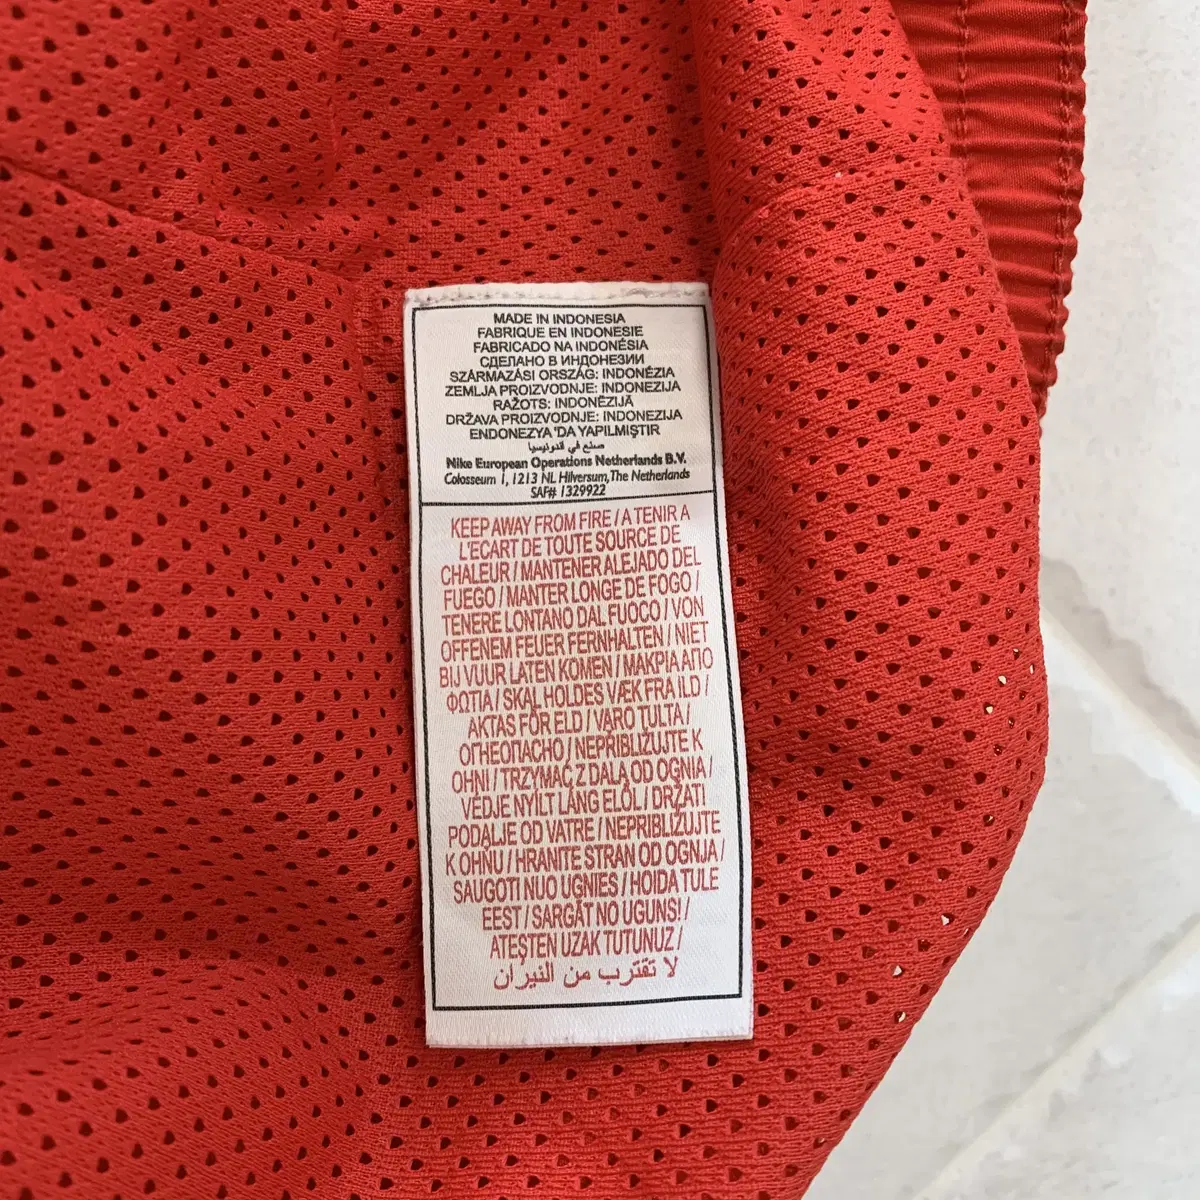 MADE IN INDONESIA
FABRIQUE EN INDONESIE
FABRICADO NA INDONÉSIA
СДЕЛАНО В ИНДОНЕЗИИ
SZÁRMAZÁSI ORSZÁG: INDONÉZIA
ZEMLJA PROIZVODNJE: INDONEZIJA
RAŽOTS: INDONĒZIJĀ
DRŽAVA PROIZVODNJE: INDONEZIJA
ENDONEZYA 'DA YAPILMIŞTIR
صنع في اندونيسيا
Nike European Operations Netherlands B.V.
Colosseum 1, 1213 NL Hilversum, The Netherlands
SAF# 1329922
KEEP AWAY FROM FIRE / A TENIR A
L'ECART DE TOUTE SOURCE DE
CHALEUR / MANTENER ALEJADO DEL
FUEGO / MANTER LONGE DE FOGO /
TENERE LONTANO DAL FUOCO / VON
OFFENEM FEUER FERNHALTEN / NIET
BIJ VUUR LATEN KOMEN / ΜΑΚΡΙΑ ΑΠΟ
ΦΩΤΙΑ / SKAL HOLDES VÆK FRA ILD /
AKTAS FÖR ELD / VARO TULTA /
ОГНЕОПАСНО / NEPŘIBLIŽUJTE K
OHNI / TRZYMAĆ Z DALA OD OGNIA /
VÉDJE NYÍLT LÁNG ELŐL / DRŽATI
PODALJE OD VATRE / NEPRIBLIŽUJTE
K OHŇU / HRANITE STRAN OD OGNJA /
SAUGOTI NUO UGNIES / HOIDA TULE
EEST / SARGĀT NO UGUNS! /
ATEŞTEN UZAK TUTUNUZ /
لا تقترب من النيران